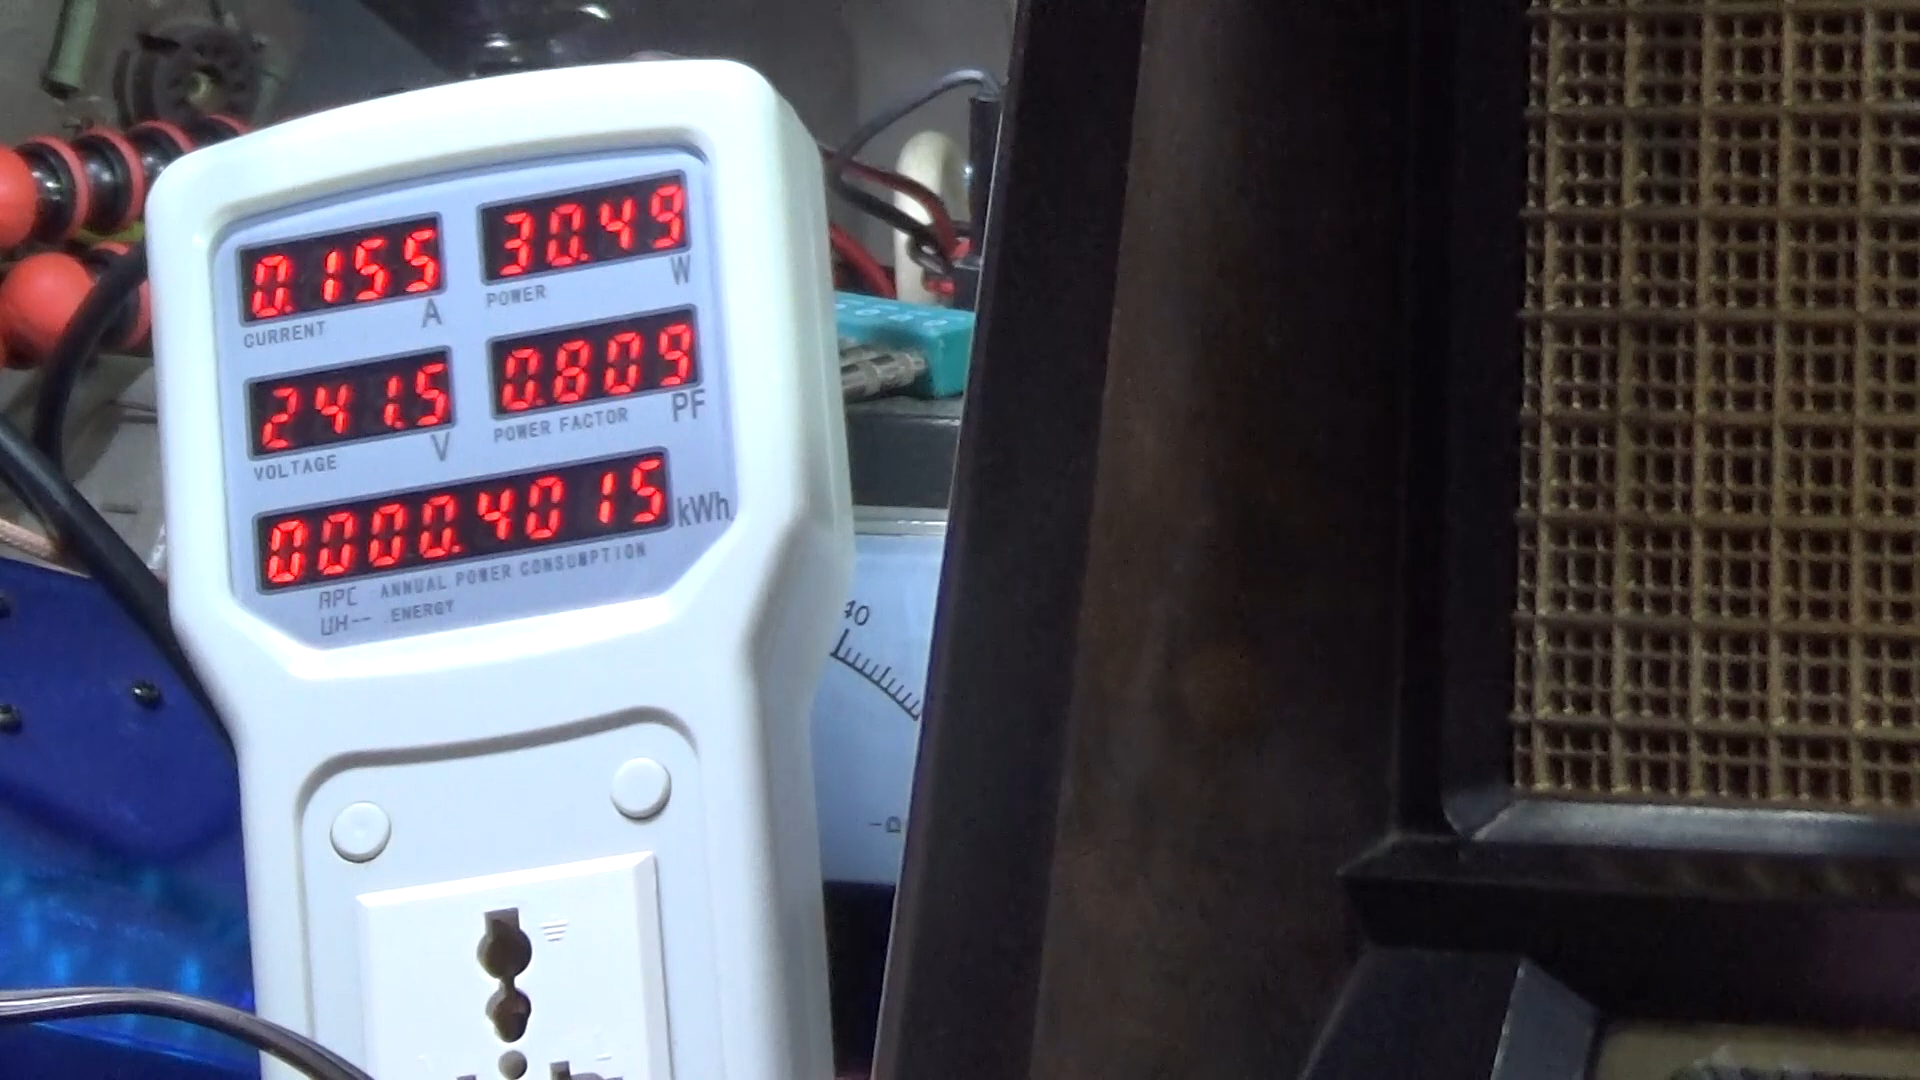 0.155 30.49
A W
CURRENT POWER
241.5 0.809
V PF
VOLTAGE POWER FACTOR
0000.4015 kWh
APC ANNUAL POWER CONSUMPTION
UH-- .ENERGY
40